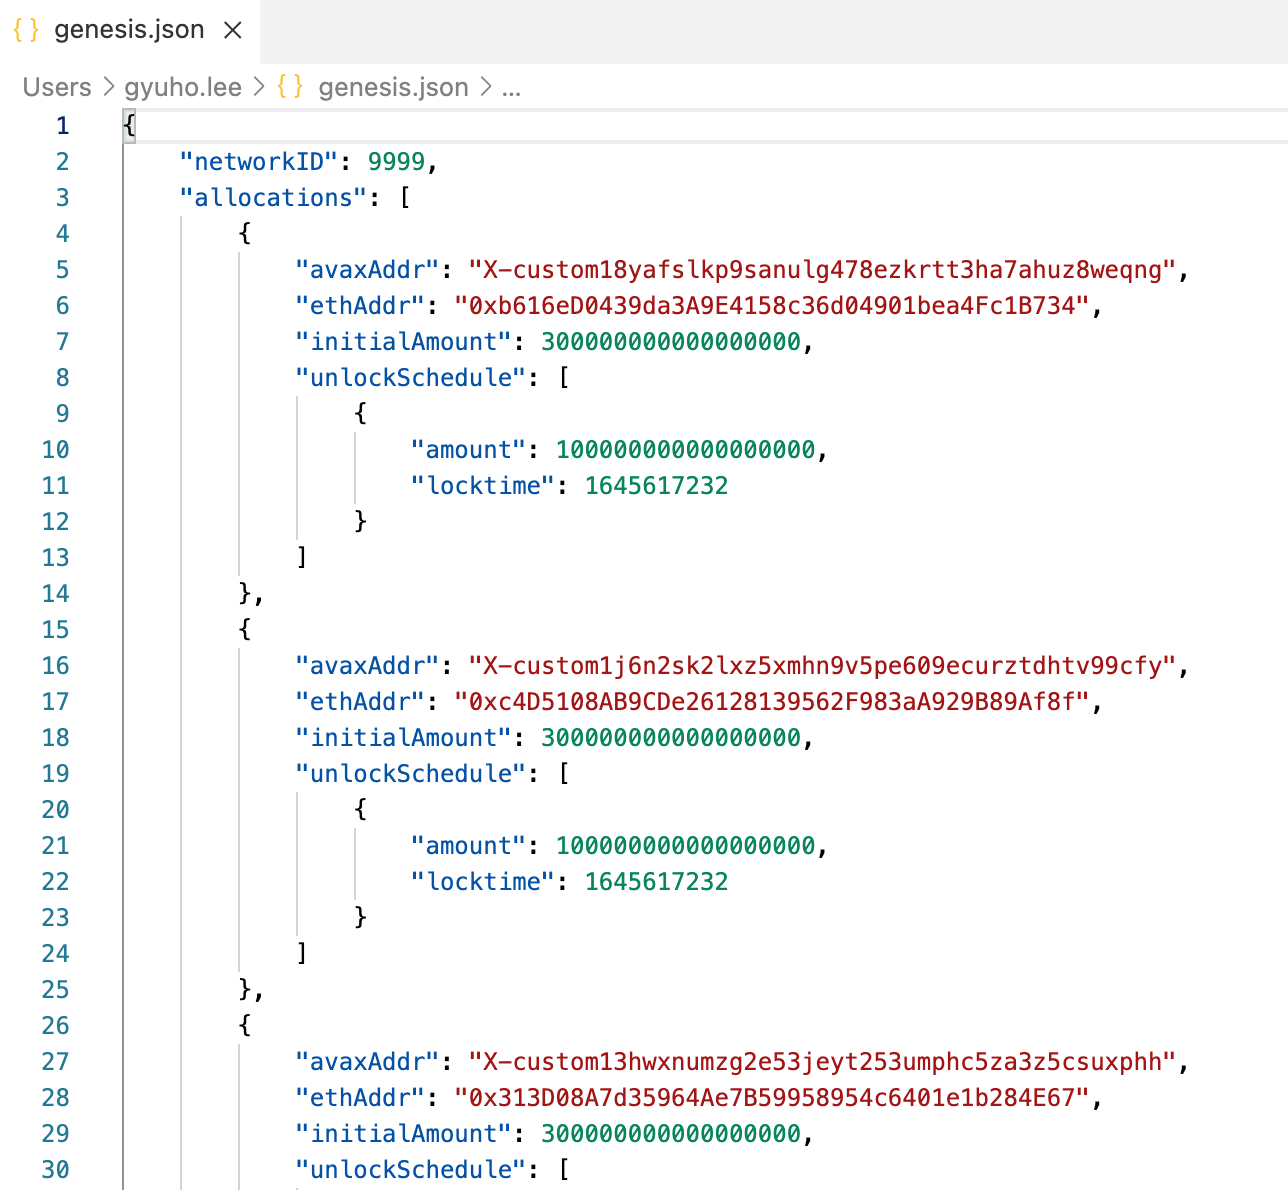 { } genesis.json ×
Users > gyuho.lee > { } genesis.json > ...
1 {
2 "networkID": 9999,
3 "allocations": [
4 {
5 "avaxAddr": "X-custom18yafslkp9sanulg478ezkrtt3ha7ahuz8weqng",
6 "ethAddr": "0xb616eD0439da3A9E4158c36d04901bea4Fc1B734",
7 "initialAmount": 300000000000000000,
8 "unlockSchedule": [
9 {
10 "amount": 100000000000000000,
11 "locktime": 1645617232
12 }
13 ]
14 },
15 {
16 "avaxAddr": "X-custom1j6n2sk2lxz5xmhn9v5pe609ecurztdhtv99cfy",
17 "ethAddr": "0xc4D5108AB9CDe26128139562F983aA929B89Af8f",
18 "initialAmount": 300000000000000000,
19 "unlockSchedule": [
20 {
21 "amount": 100000000000000000,
22 "locktime": 1645617232
23 }
24 ]
25 },
26 {
27 "avaxAddr": "X-custom13hwxnumzg2e53jeyt253umphc5za3z5csuxphh",
28 "ethAddr": "0x313D08A7d35964Ae7B59958954c6401e1b284E67",
29 "initialAmount": 300000000000000000,
30 "unlockSchedule": [